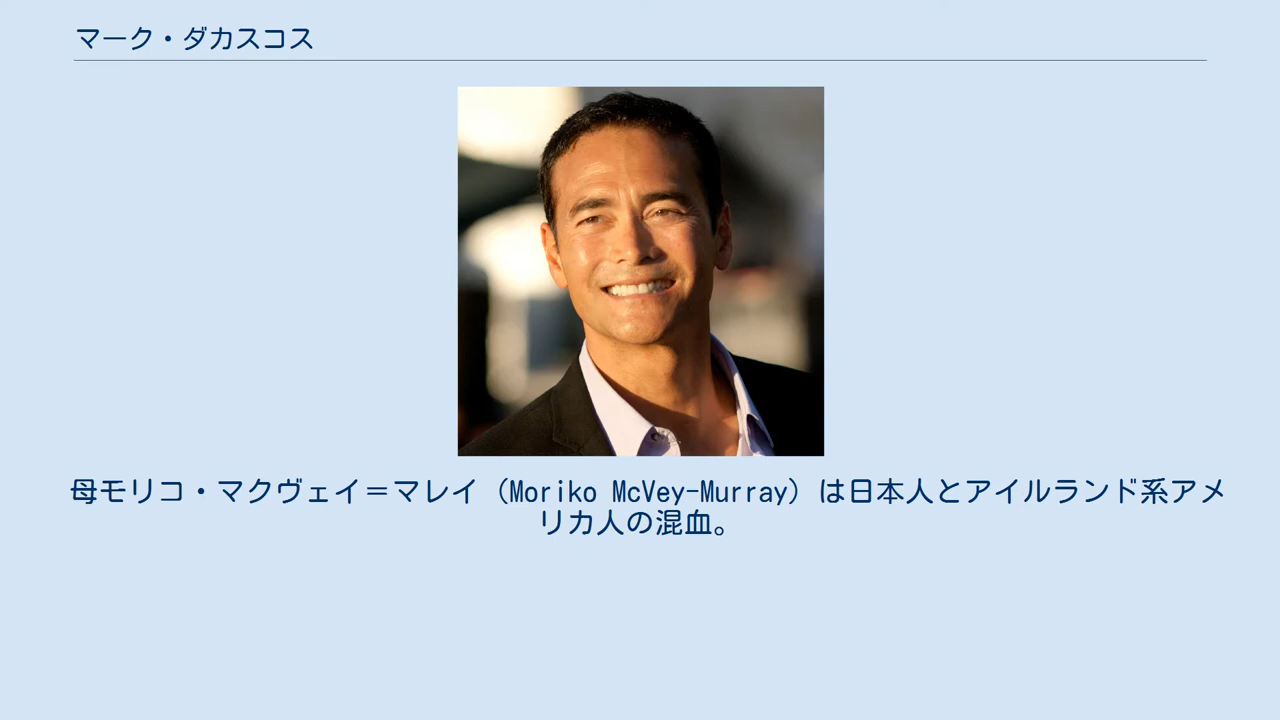 マーク・ダカスコス
母モリコ・マクヴェイ＝マレイ（Moriko McVey-Murray）は日本人とアイルランド系アメ
リカ人の混血。